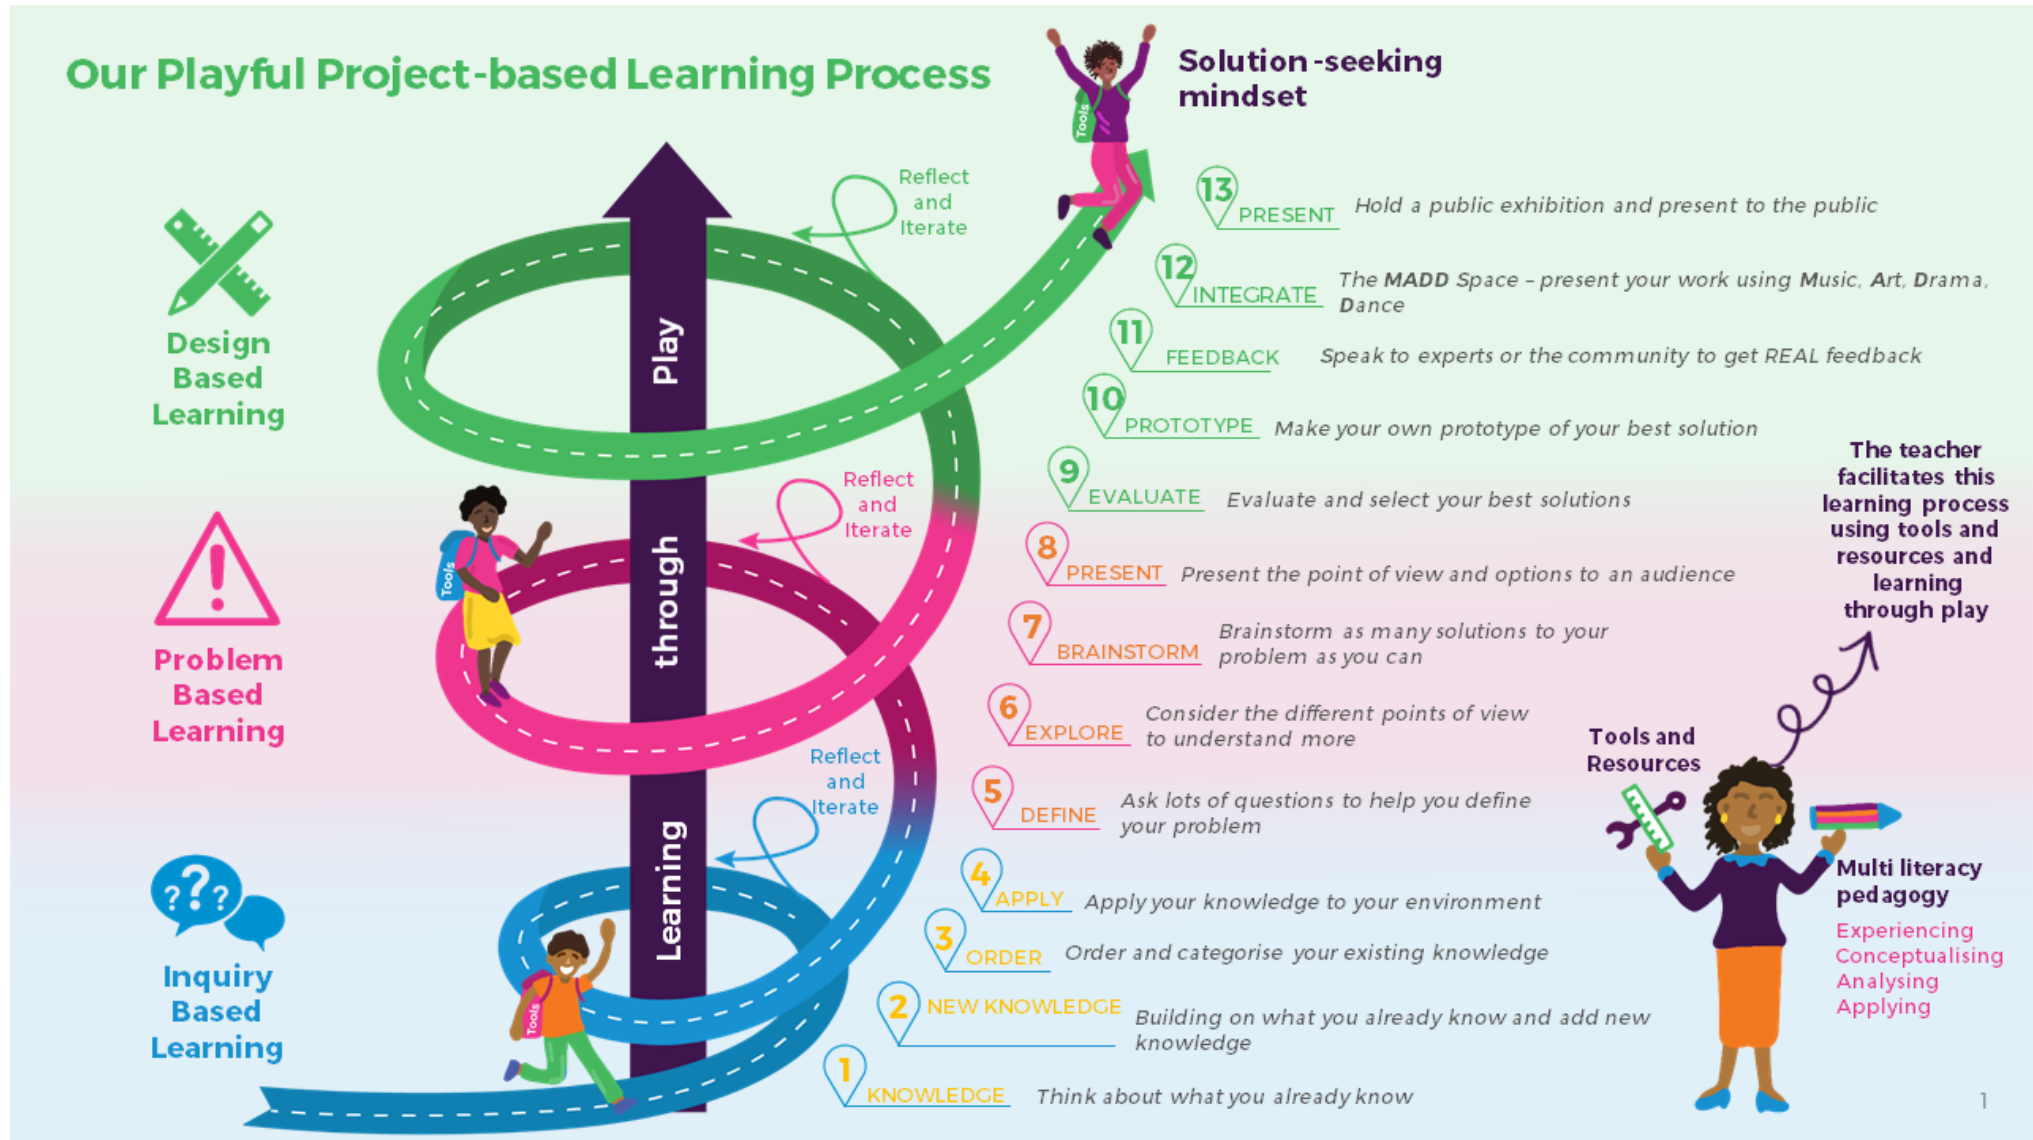 Our Playful Project-based Learning Process
Solution-seeking
mindset
Tools
Reflect
and
Iterate
Design
Based
Learning
Play
13
PRESENT
Hold a public exhibition and present to the public
12
INTEGRATE
The MADD Space – present your work using Music, Art, Drama,
Dance
11
FEEDBACK
Speak to experts or the community to get REAL feedback
10
PROTOTYPE
Make your own prototype of your best solution
9
EVALUATE
Evaluate and select your best solutions
Reflect
and
Iterate
Tools
Problem
Based
Learning
through
8
PRESENT
Present the point of view and options to an audience
7
BRAINSTORM
Brainstorm as many solutions to your
problem as you can
6
EXPLORE
Consider the different points of view
to understand more
5
DEFINE
Ask lots of questions to help you define
your problem
Reflect
and
Iterate
???
Inquiry
Based
Learning
Learning
Tools
4
APPLY
Apply your knowledge to your environment
3
ORDER
Order and categorise your existing knowledge
2
NEW KNOWLEDGE
Building on what you already know and add new
knowledge
1
KNOWLEDGE
Think about what you already know
The teacher
facilitates this
learning process
using tools and
resources and
learning
through play
Tools and
Resources
Multi literacy
pedagogy
Experiencing
Conceptualising
Analysing
Applying
1